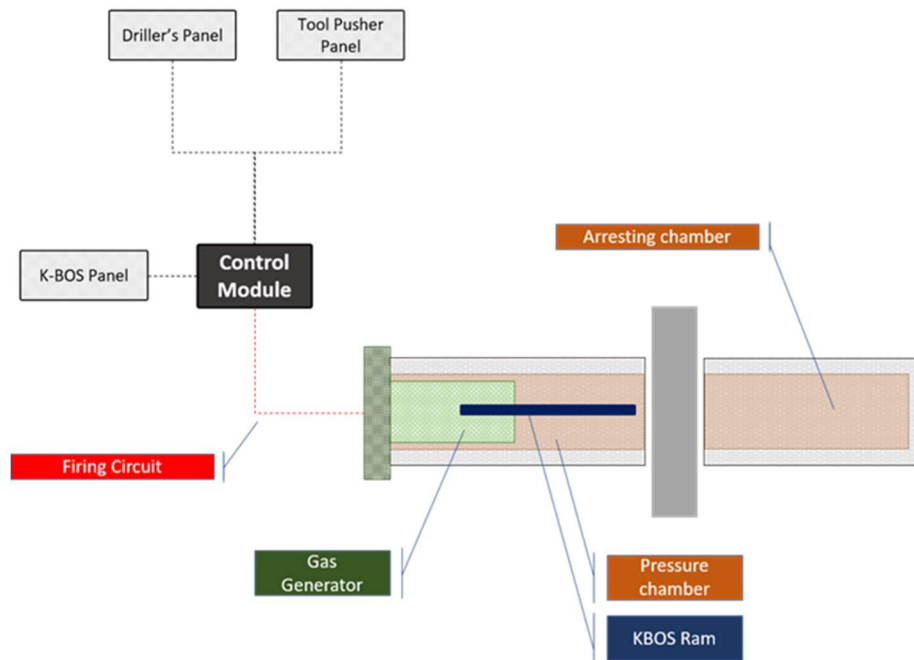 Driller's Panel
Tool Pusher
Panel
Arresting chamber
K-BOS Panel
Control
Module
Firing Circuit
Gas
Generator
Pressure
chamber
KBOS Ram